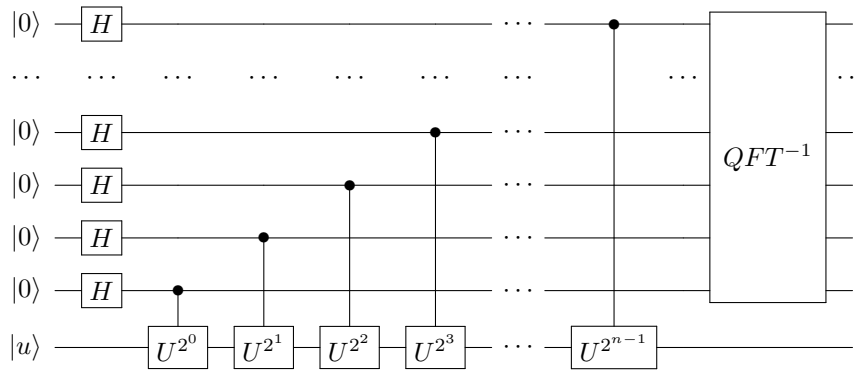 |0⟩ H ⋯
⋯ ⋯ ⋯ ⋯ ⋯ ⋯ ⋯ ⋯ ⋯
|0⟩ H ⋯
|0⟩ H ⋯ QFT⁻¹
|0⟩ H ⋯
|0⟩ H ⋯
|u⟩ U^{2^0} U^{2^1} U^{2^2} U^{2^3} ⋯ U^{2^{n-1}}